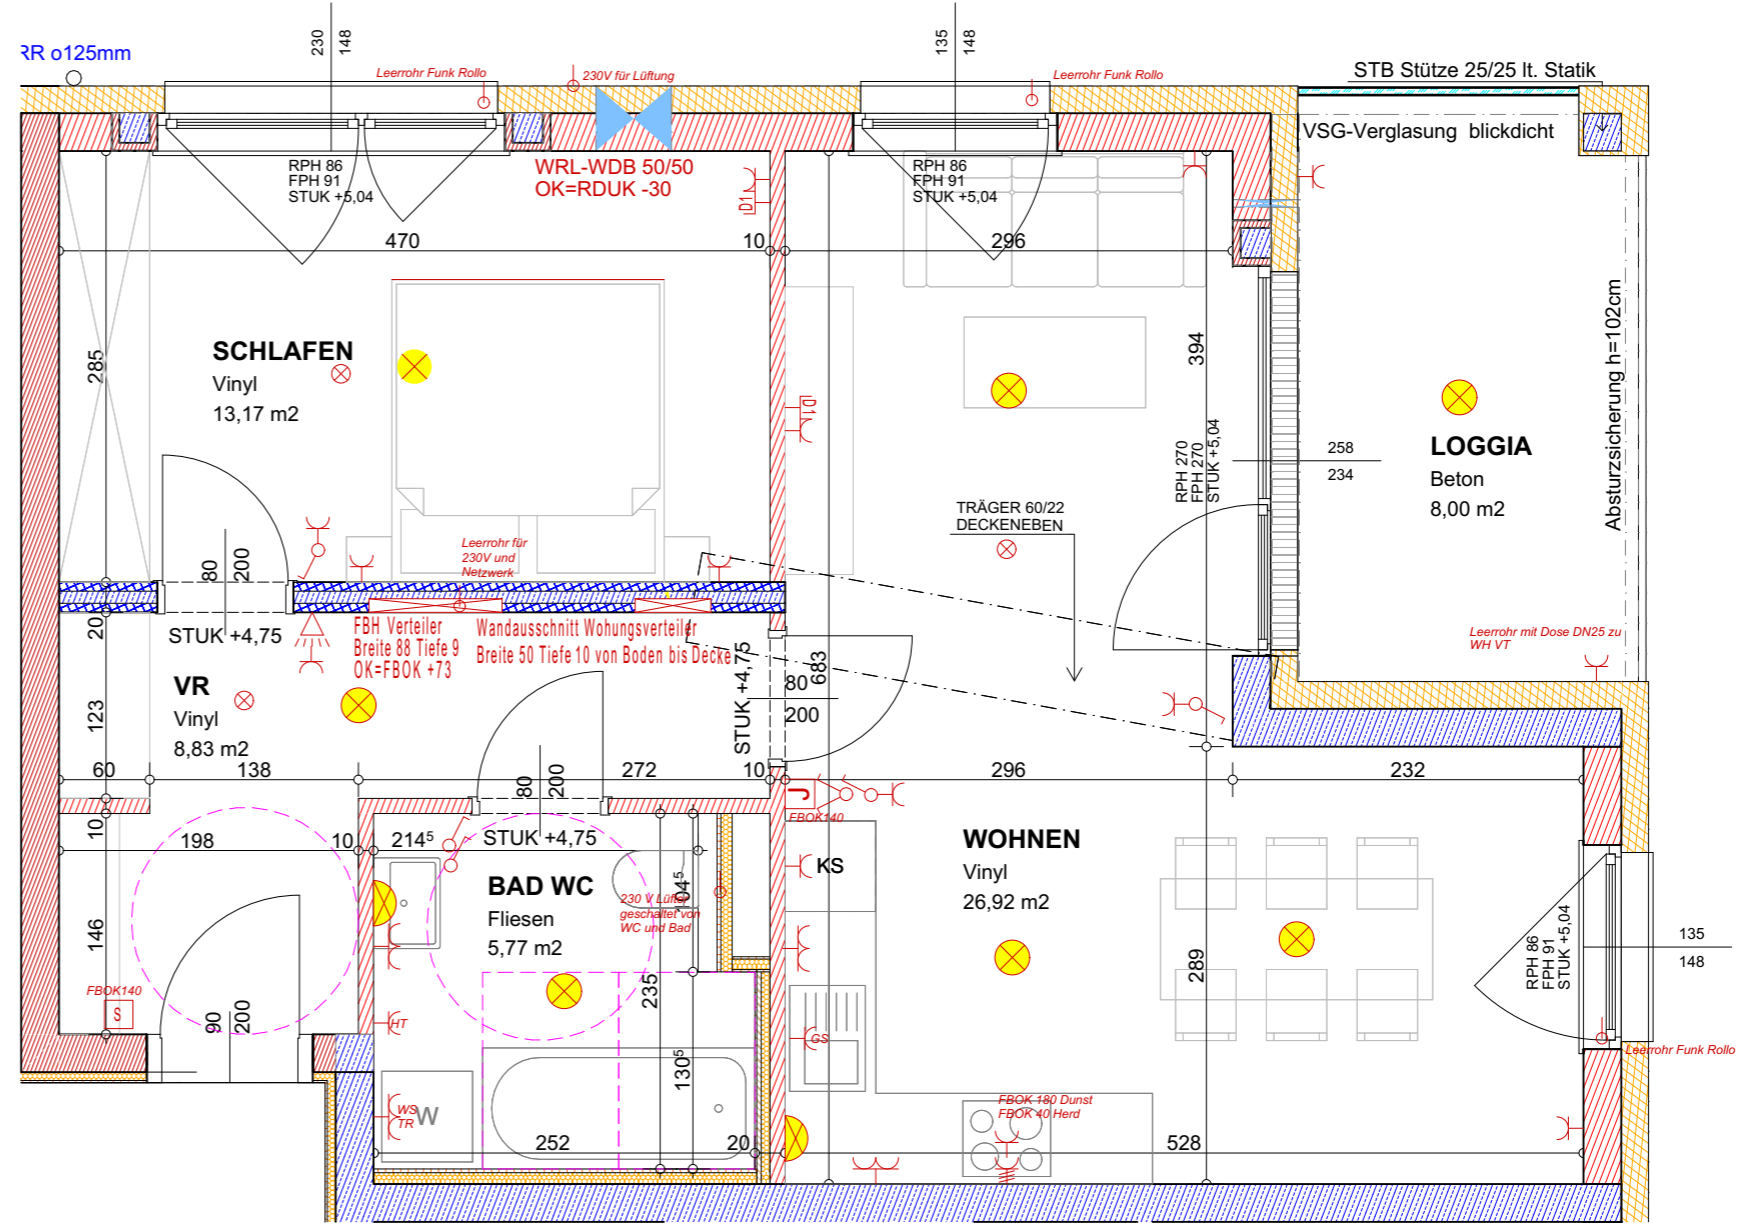 RR o125mm
230
148
135
148
Leerrohr Funk Rollo
230V für Lüftung
Leerrohr Funk Rollo
STB Stütze 25/25 lt. Statik
VSG-Verglasung blickdicht
RPH 86
FPH 91
STUK +5,04
WRL-WDB 50/50
OK=RDUK -30
D1
RPH 86
FPH 91
STUK +5,04
470
10
296
SCHLAFEN
Vinyl
13,17 m2
285
394
D1
RPH 270
FPH 270
STUK +5,04
258
234
LOGGIA
Beton
8,00 m2
Absturzsicherung h=102cm
TRÄGER 60/22
DECKENEBEN
80
200
Leerrohr für
230V und
Netzwerk
20
STUK +4,75
FBH Verteiler
Breite 88 Tiefe 9
OK=FBOK +73
Wandausschnitt Wohungsverteiler
Breite 50 Tiefe 10 von Boden bis Decke
STUK +4,75
683
80
200
Leerrohr mit Dose DN25 zu
WH VT
VR
Vinyl
8,83 m2
123
60
138
272
10
296
232
80
200
J
FBOK140
10
198
10
214⁵
STUK +4,75
KS
WOHNEN
Vinyl
26,92 m2
BAD WC
Fliesen
5,77 m2
104⁵
230 V Lüfter
geschaltet von
WC und Bad
146
FBOK140
S
90
200
HT
235
130⁵
GS
289
RPH 86
FPH 91
STUK +5,04
135
148
Leerrohr Funk Rollo
WS
TR
W
FBOK 180 Dunst
FBOK 40 Herd
252
20
528